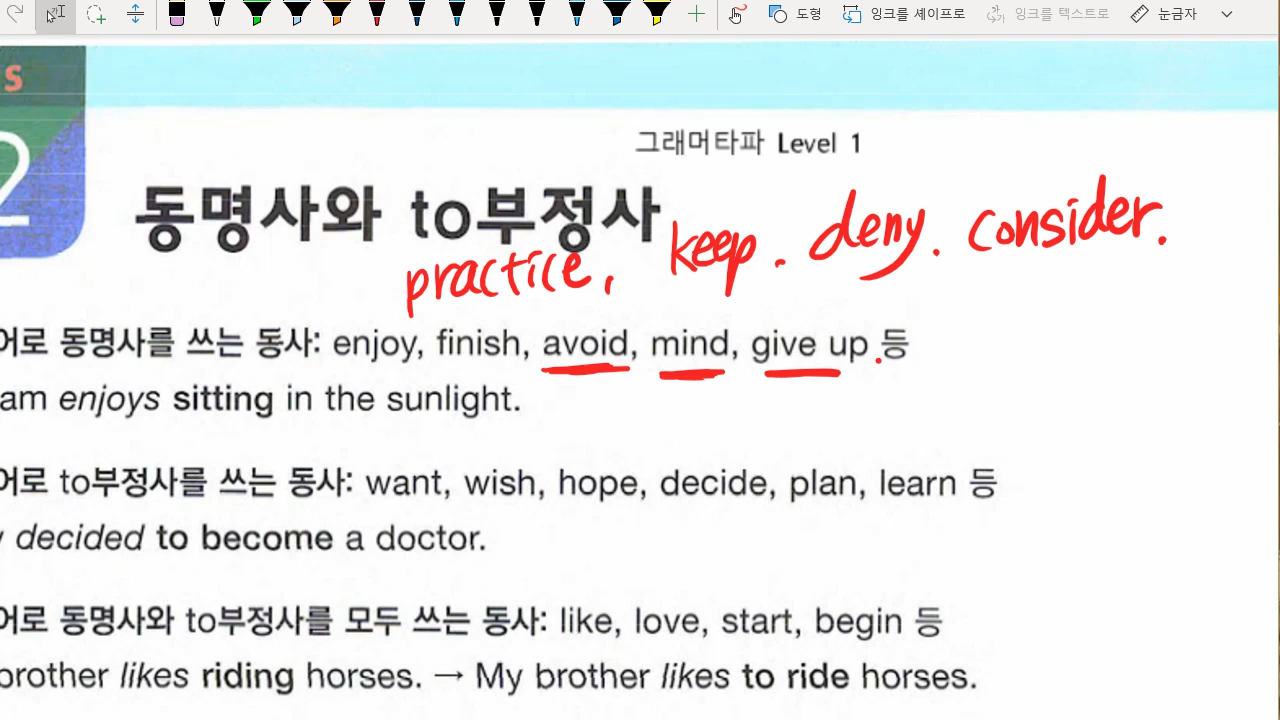 도형 잉크를 셰이프로 잉크를 텍스트로 눈금자
S
2
그래머타파 Level 1
동명사와 to부정사
practice, keep. deny. consider.
어로 동명사를 쓰는 동사: enjoy, finish, avoid, mind, give up . 등
am enjoys sitting in the sunlight.
어로 to부정사를 쓰는 동사: want, wish, hope, decide, plan, learn 등
decided to become a doctor.
어로 동명사와 to부정사를 모두 쓰는 동사: like, love, start, begin 등
brother likes riding horses. → My brother likes to ride horses.